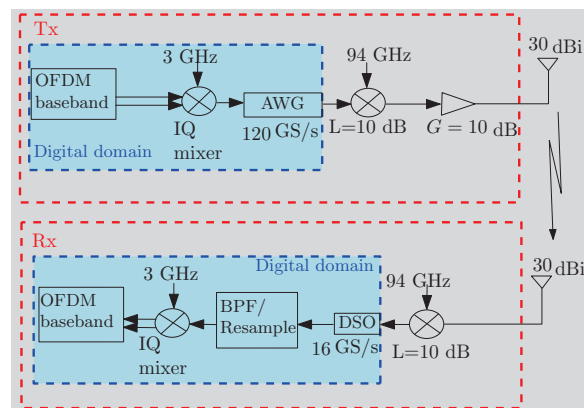 Tx
30 dBi
3 GHz
94 GHz
OFDM
baseband
AWG
IQ
mixer
120 GS/s
L=10 dB
G = 10 dB
Digital domain
Rx
Digital domain
30 dBi
3 GHz
94 GHz
OFDM
baseband
BPF/
Resample
DSO
IQ
mixer
16 GS/s
L=10 dB